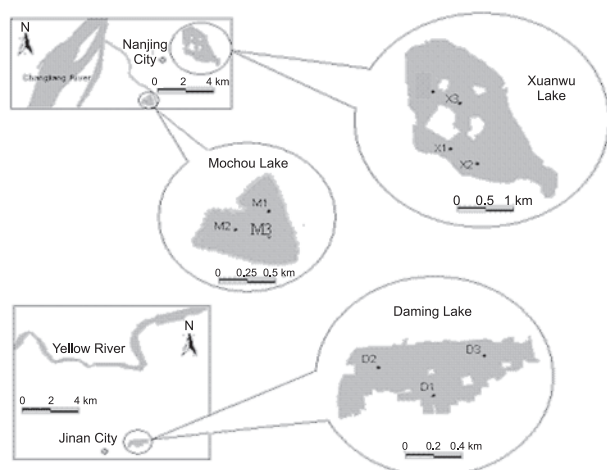 N
Nanjing
City
0 2 4 km
Changjiang River
Xuanwu
Lake
X3
X1
X2
0 0.5 1 km
Mochou Lake
M1
M2
M3
0 0.25 0.5 km
N
Yellow River
0 2 4 km
Jinan City
Daming Lake
D2
D3
D1
0 0.2 0.4 km